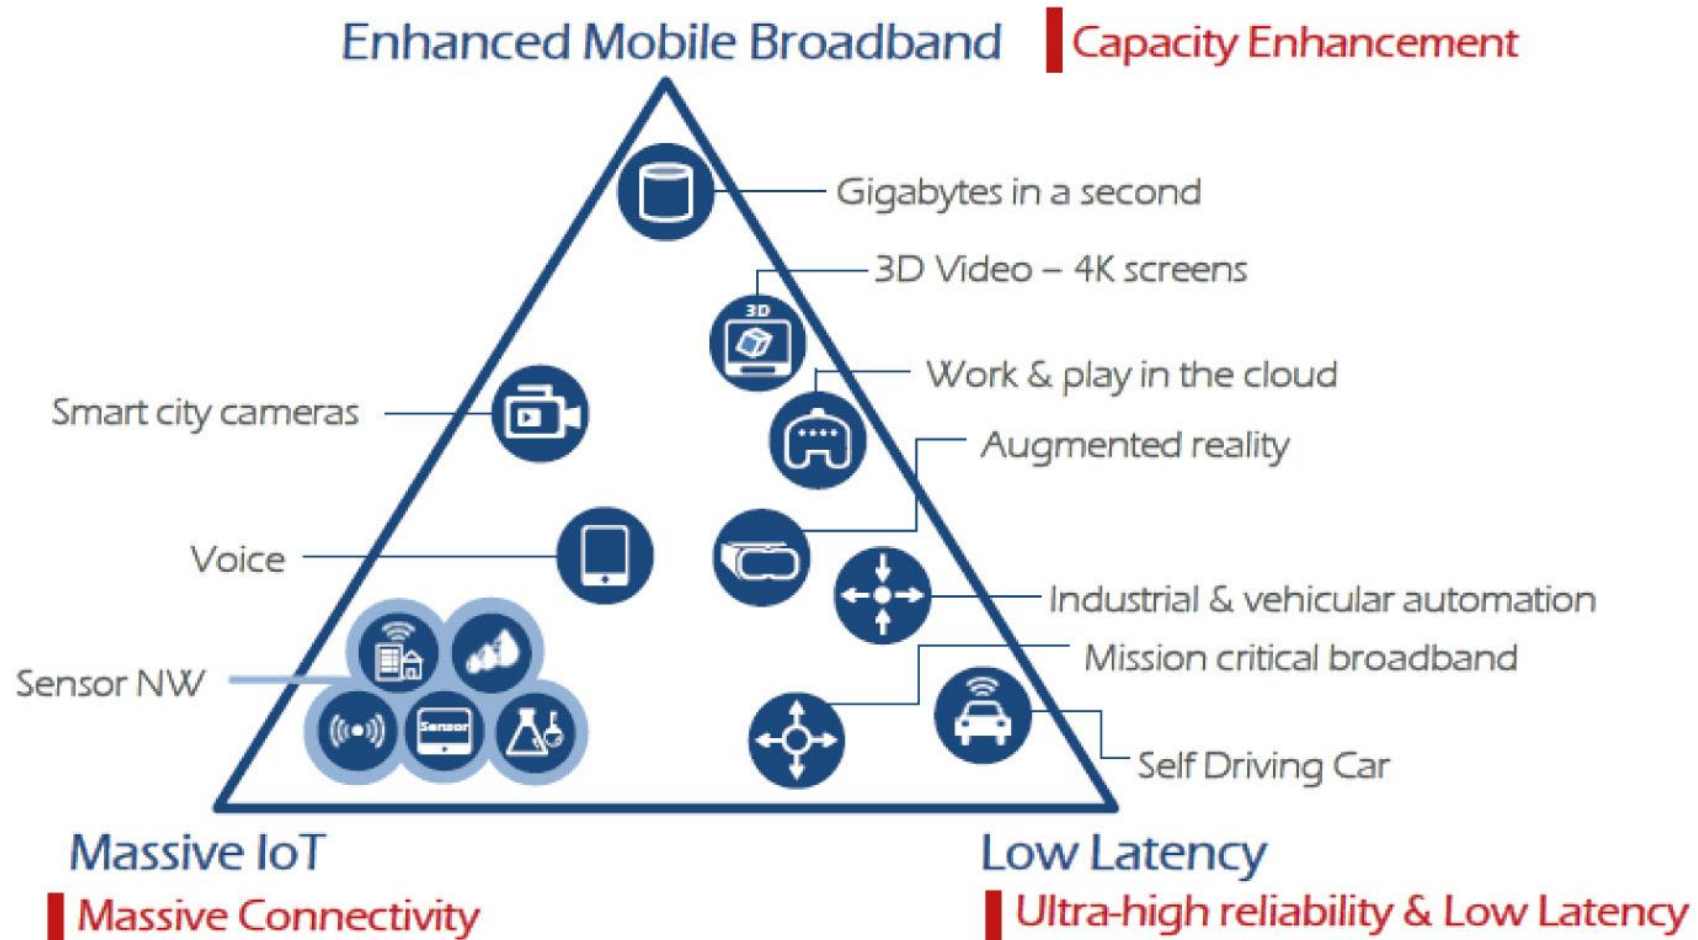 Enhanced Mobile Broadband
Capacity Enhancement
Gigabytes in a second
3D Video – 4K screens
3D
Work & play in the cloud
Smart city cameras
Augmented reality
Voice
Industrial & vehicular automation
Mission critical broadband
Sensor NW
Sensor
Self Driving Car
Massive IoT
Low Latency
Massive Connectivity
Ultra-high reliability & Low Latency